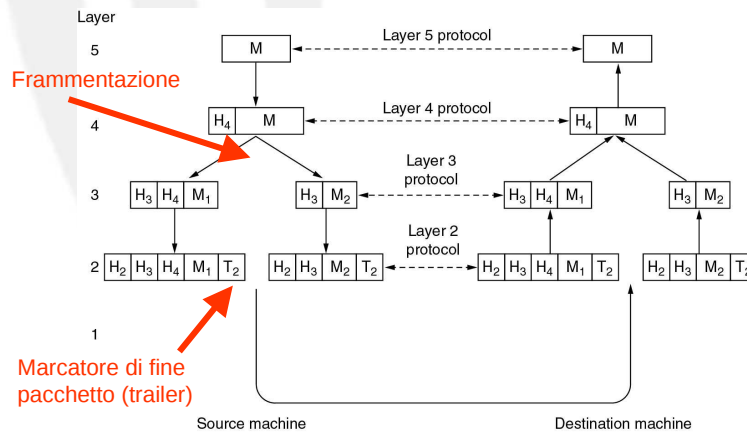 Layer
5
M
Layer 5 protocol
M
Frammentazione
4
H4 M
Layer 4 protocol
H4 M
3
H3 H4 M1
H3 M2
Layer 3
protocol
H3 H4 M1
H3 M2
2
H2 H3 H4 M1 T2
H2 H3 M2 T2
Layer 2
protocol
H2 H3 H4 M1 T2
H2 H3 M2 T2
1
Marcatore di fine
pacchetto (trailer)
Source machine
Destination machine